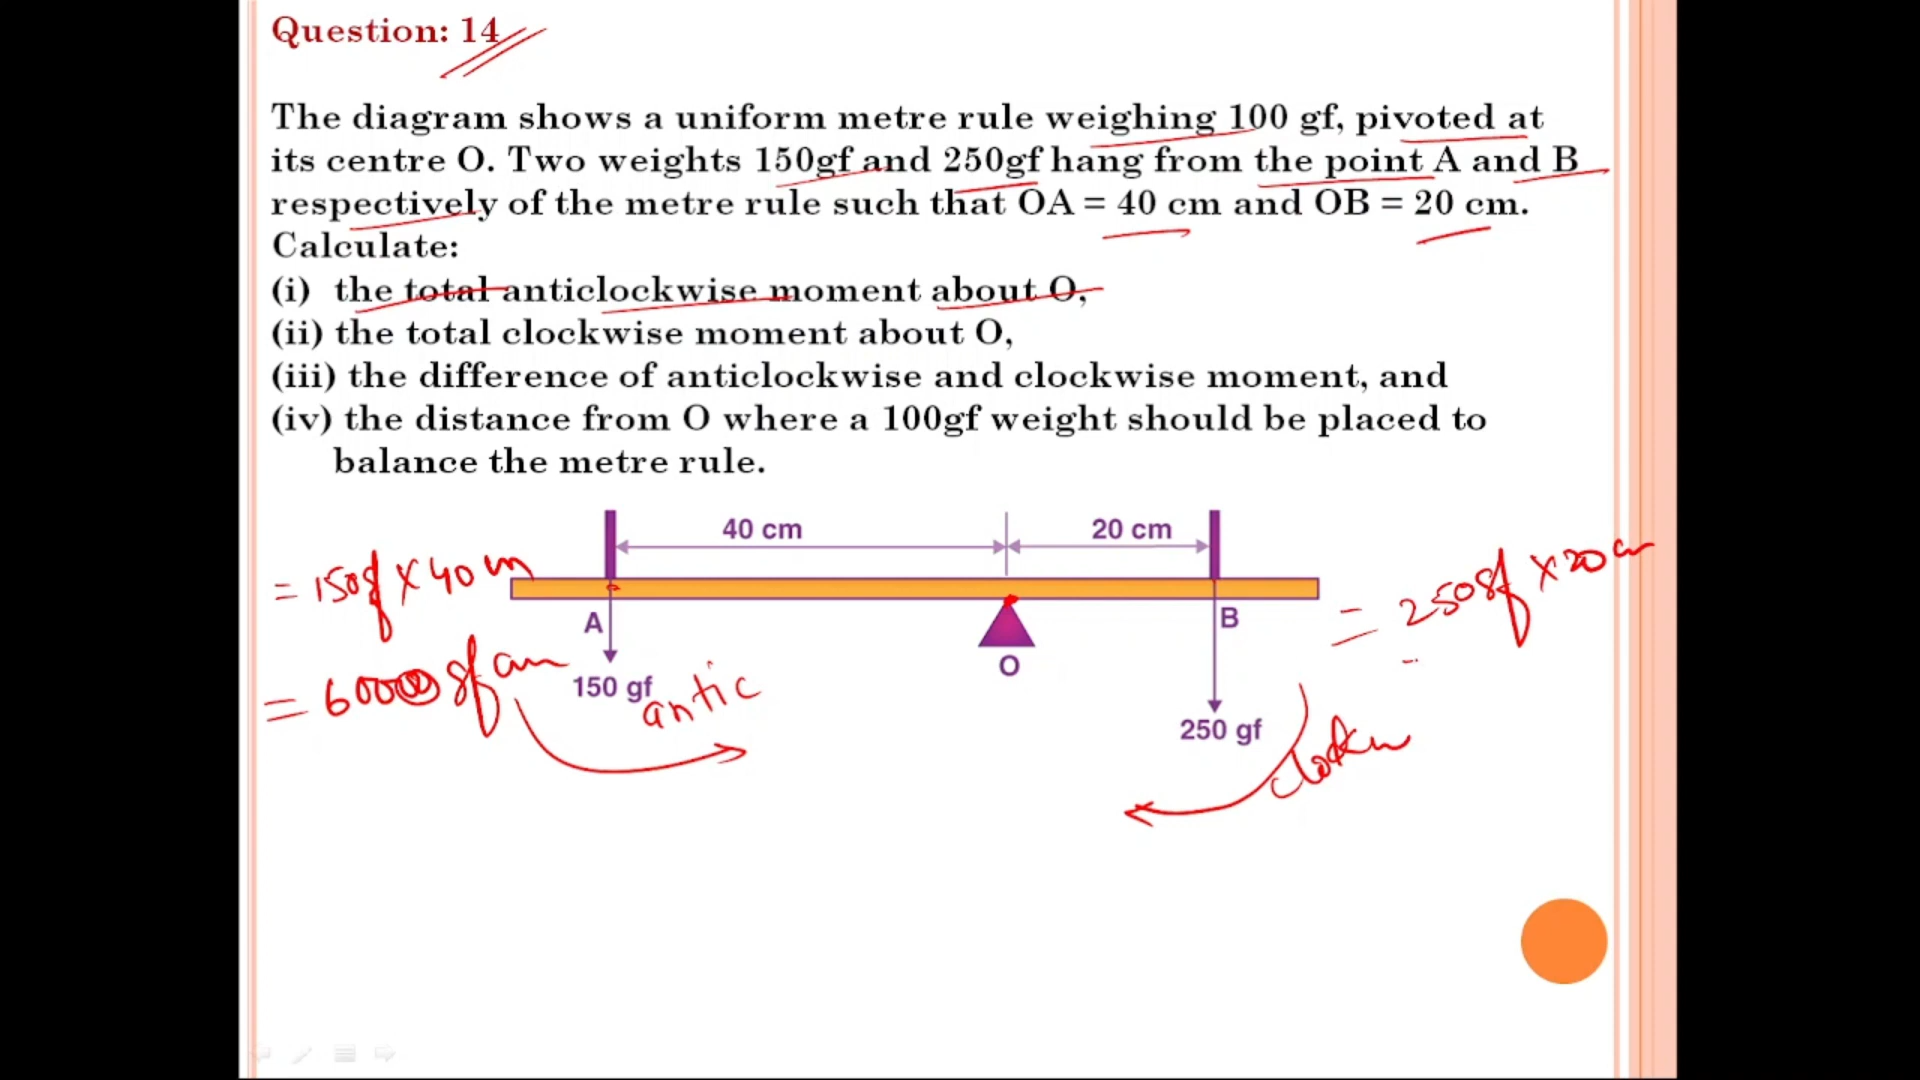 Question: 14
The diagram shows a uniform metre rule weighing 100 gf, pivoted at
its centre O. Two weights 150gf and 250gf hang from the point A and B
respectively of the metre rule such that OA = 40 cm and OB = 20 cm.
Calculate:
(i) the total anticlockwise moment about O,
(ii) the total clockwise moment about O,
(iii) the difference of anticlockwise and clockwise moment, and
(iv) the distance from O where a 100gf weight should be placed to
balance the metre rule.
40 cm 20 cm
= 150gf × 40 cm
= 250gf × 20 cm
A B
O
= 6000 gf cm
150 gf
antic
250 gf
clockw